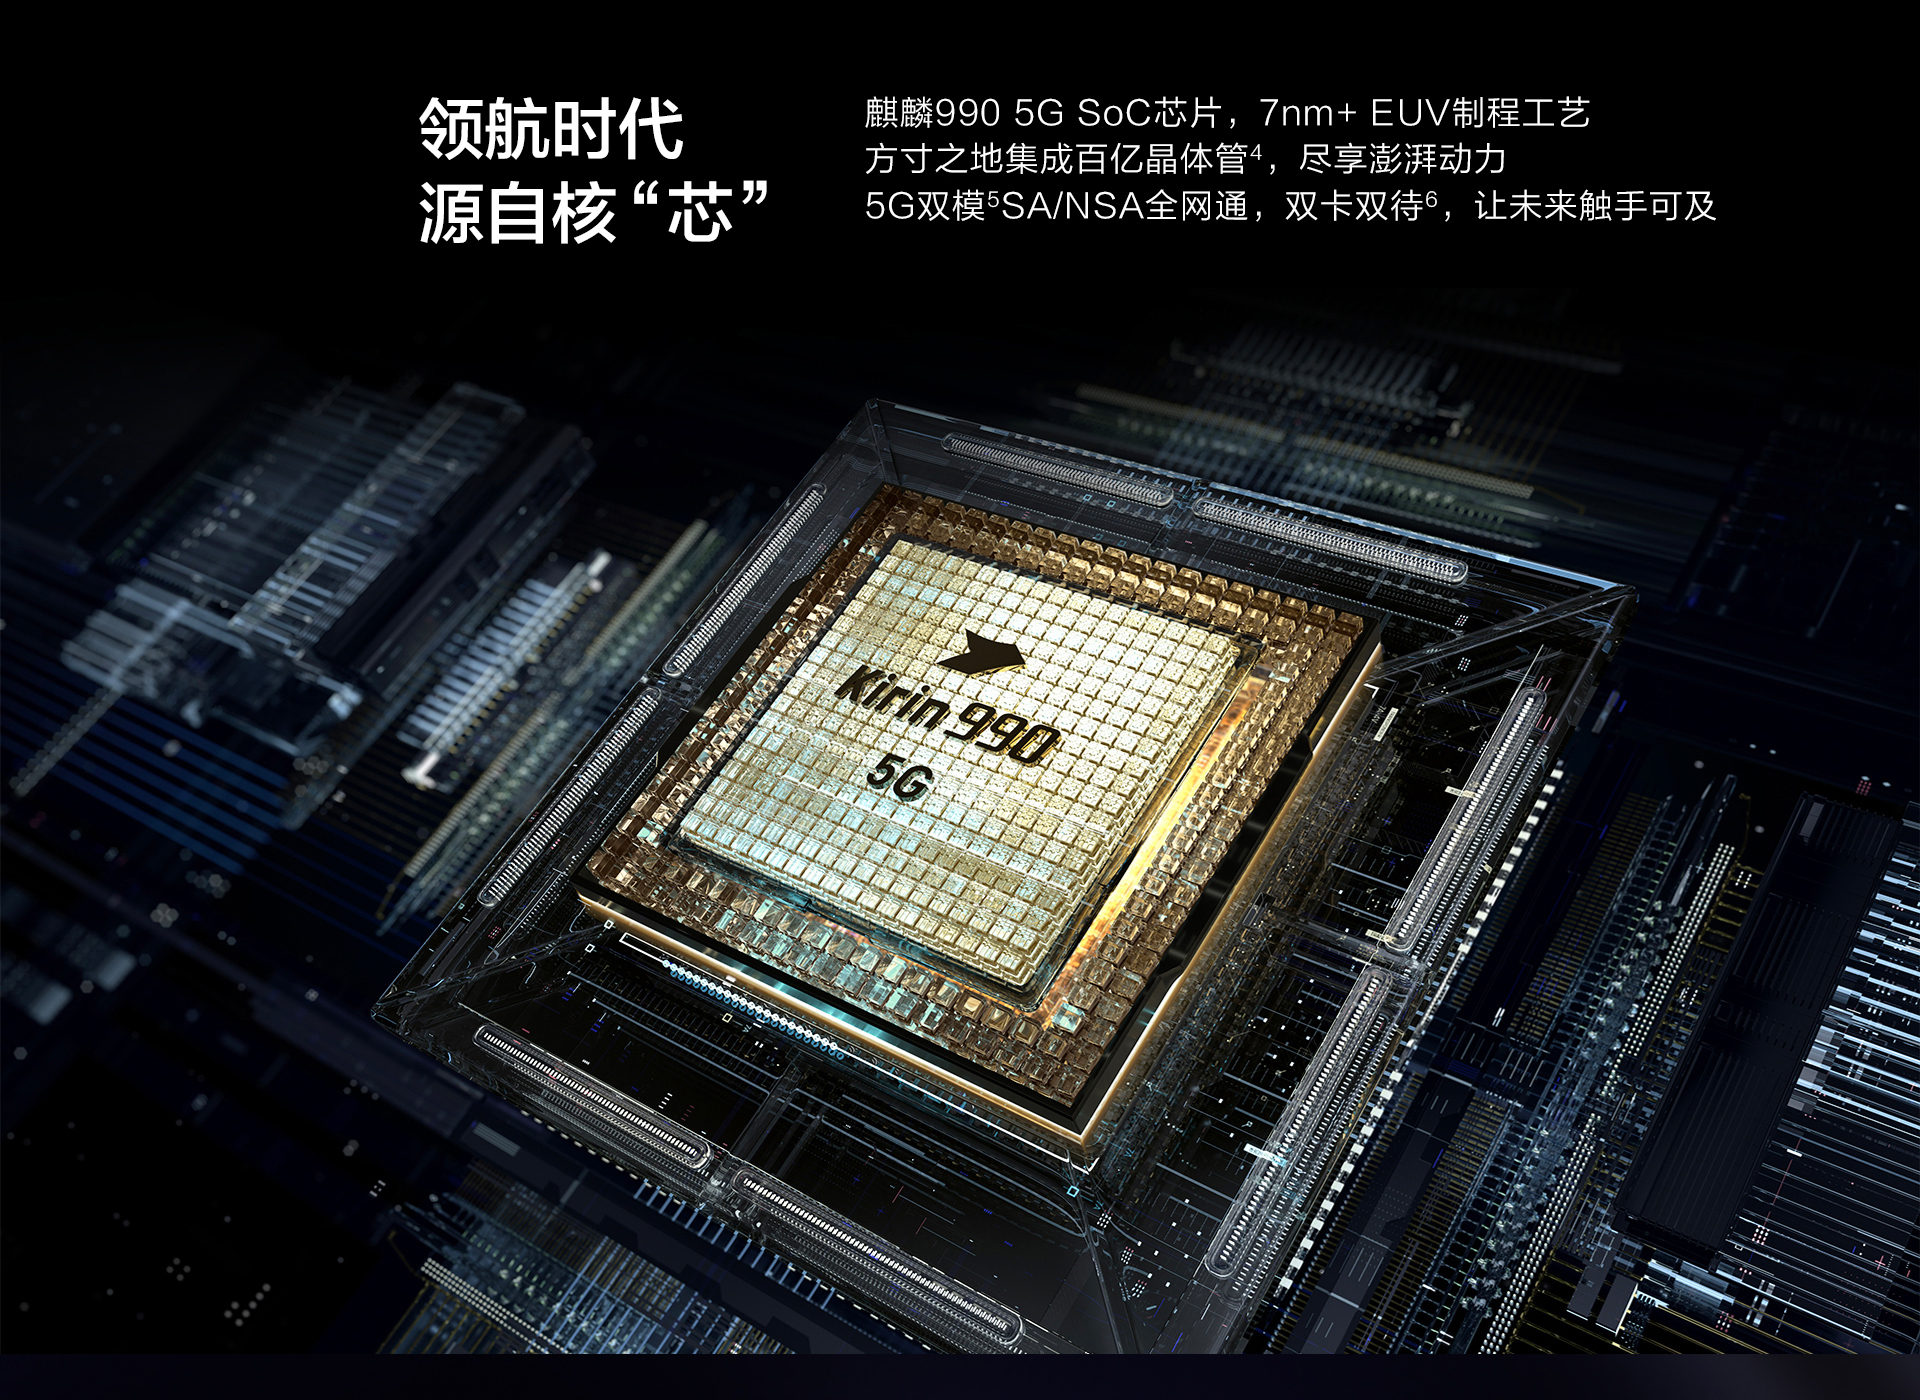 领航时代
源自核“芯”
麒麟990 5G SoC芯片，7nm+ EUV制程工艺
方寸之地集成百亿晶体管4，尽享澎湃动力
5G双模5SA/NSA全网通，双卡双待6，让未来触手可及
Kirin 990
5G